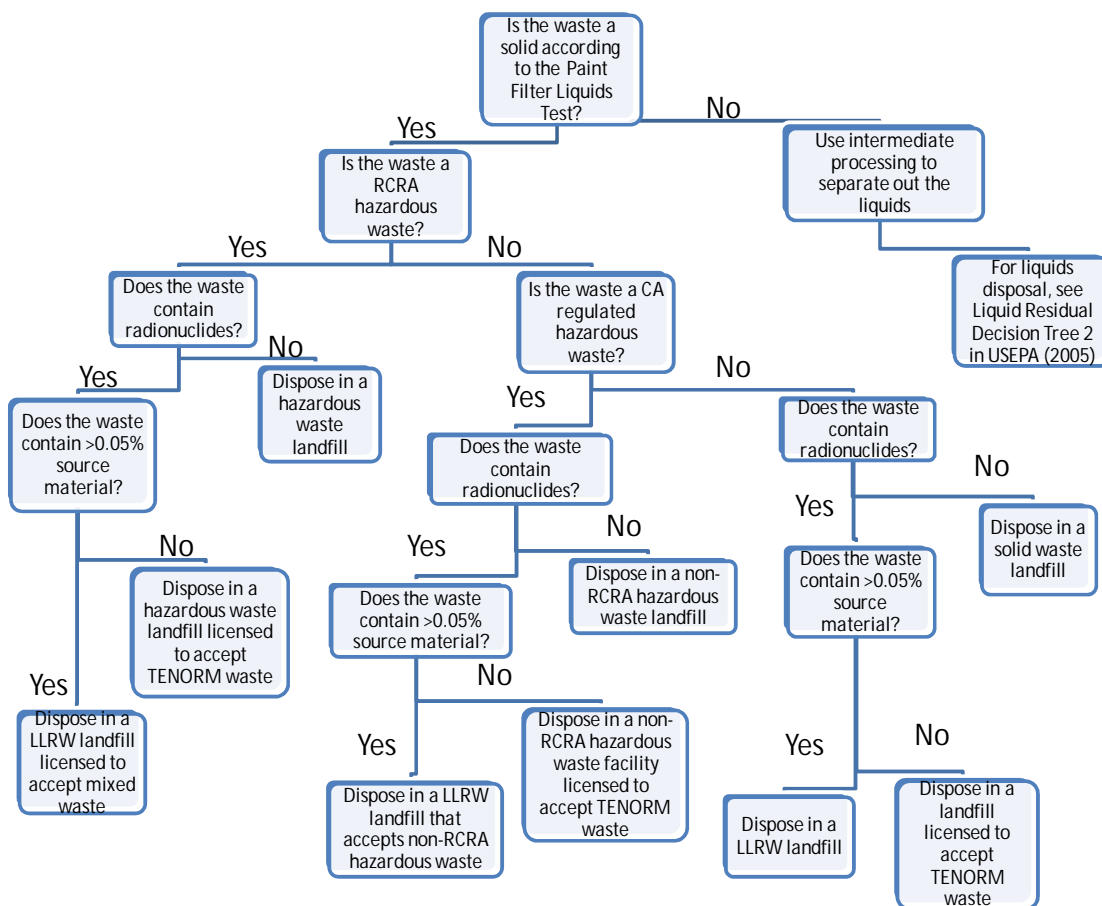 Is the waste a
solid according
to the Paint
Filter Liquids
Test?
Yes
No
Is the waste a
RCRA
hazardous
waste?
Use intermediate
processing to
separate out the
liquids
Yes
No
For liquids
disposal, see
Liquid Residual
Decision Tree 2
in USEPA (2005)
Does the waste
contain
radionuclides?
Is the waste a CA
regulated
hazardous
waste?
Yes
No
Yes
No
Does the waste
contain >0.05%
source
material?
Dispose in a
hazardous
waste
landfill
Does the waste
contain
radionuclides?
Does the waste
contain
radionuclides?
Yes
No
Yes
No
Yes
No
Dispose in a
LLRW landfill
licensed to
accept mixed
waste
Dispose in a
hazardous waste
landfill licensed
to accept
TENORM waste
Does the waste
contain >0.05%
source material?
Dispose in a non-
RCRA hazardous
waste landfill
Does the waste
contain >0.05%
source
material?
Dispose in a
solid waste
landfill
Yes
No
Yes
No
Dispose in a LLRW
landfill that
accepts non-RCRA
hazardous waste
Dispose in a non-
RCRA hazardous
waste facility
licensed to
accept TENORM
waste
Dispose in a
LLRW landfill
Dispose in a
landfill
licensed to
accept
TENORM
waste